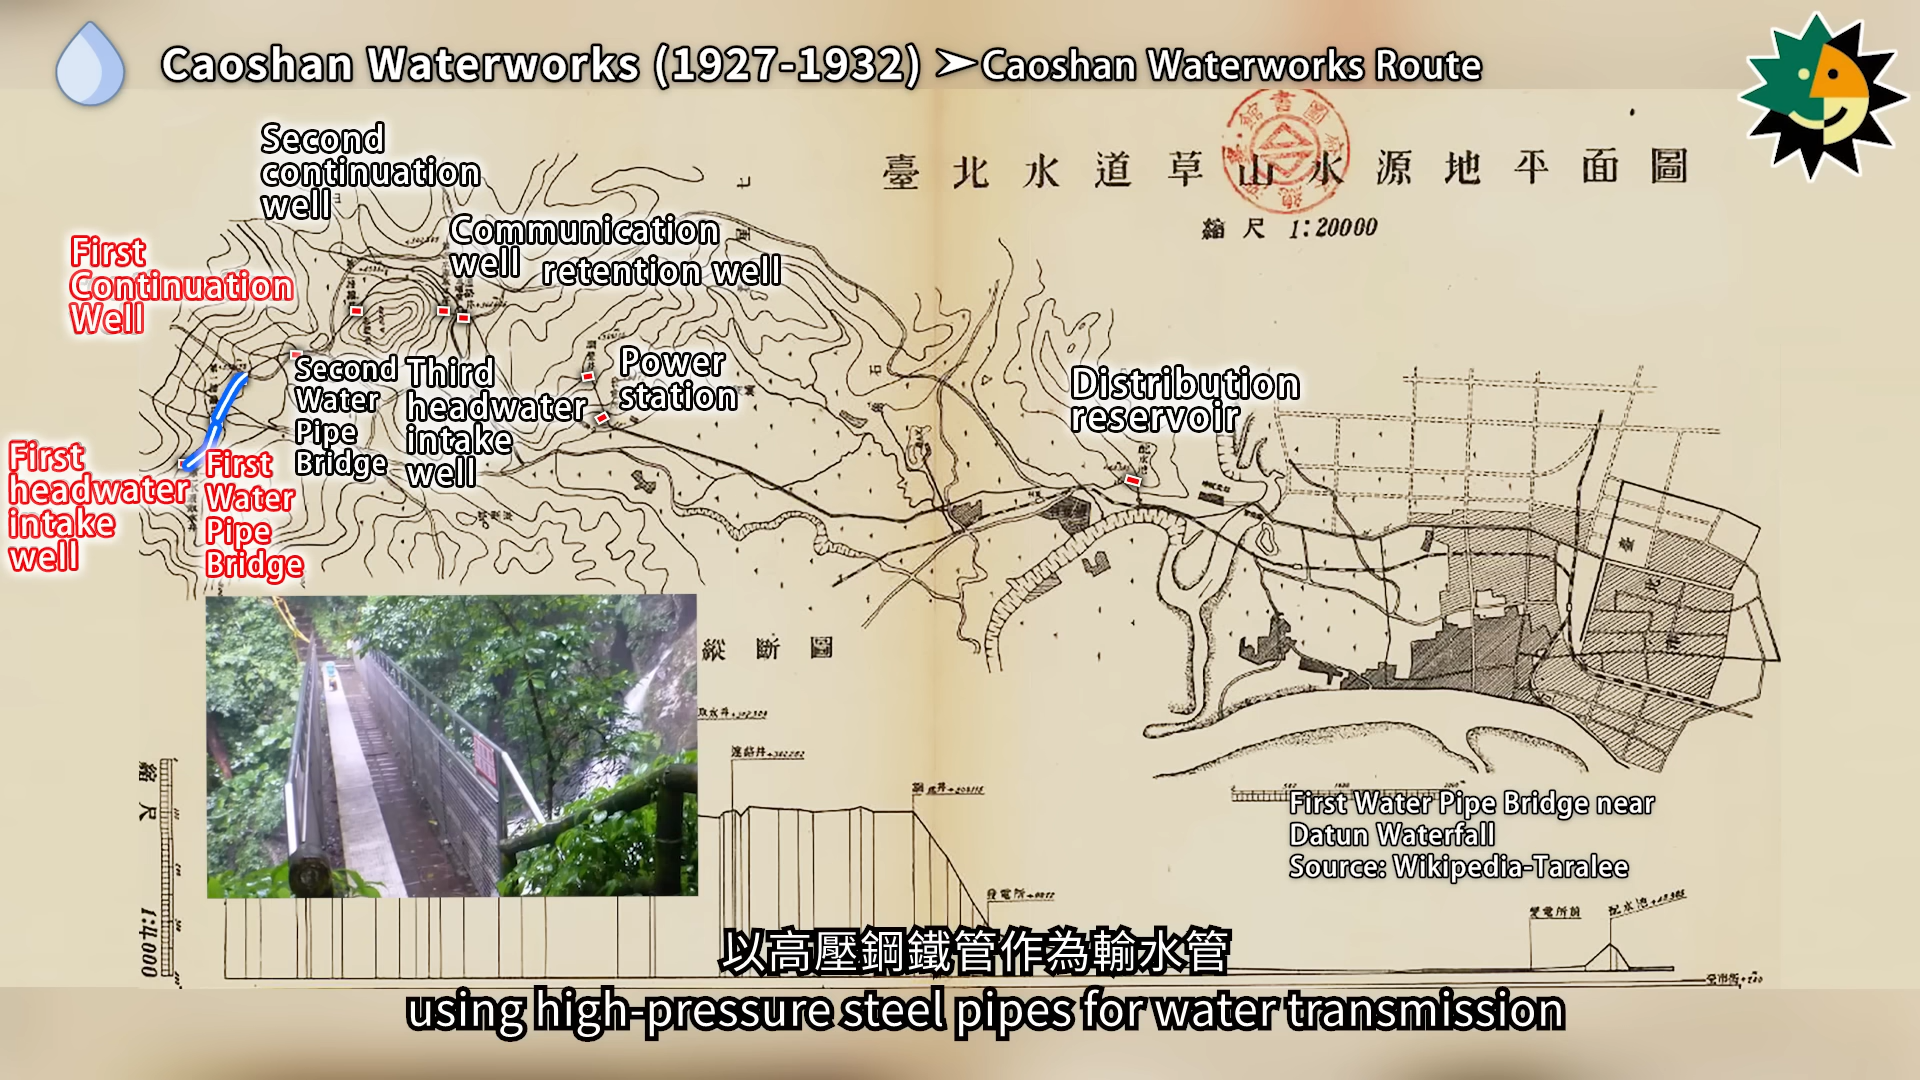 Caoshan Waterworks (1927-1932) ➤Caoshan Waterworks Route
臺北水道草山水源地平面圖
縮尺 1:20000
Second
continuation
well
Communication
well
retention well
First
Continuation
Well
Second
Water
Pipe
Bridge
Third
headwater
intake
well
Power
station
Distribution
reservoir
First
headwater
intake
well
First
Water
Pipe
Bridge
縱斷圖
縮尺
1:4000
First Water Pipe Bridge near
Datun Waterfall
Source: Wikipedia-Taralee
以高壓鋼鐵管作為輸水管
using high-pressure steel pipes for water transmission